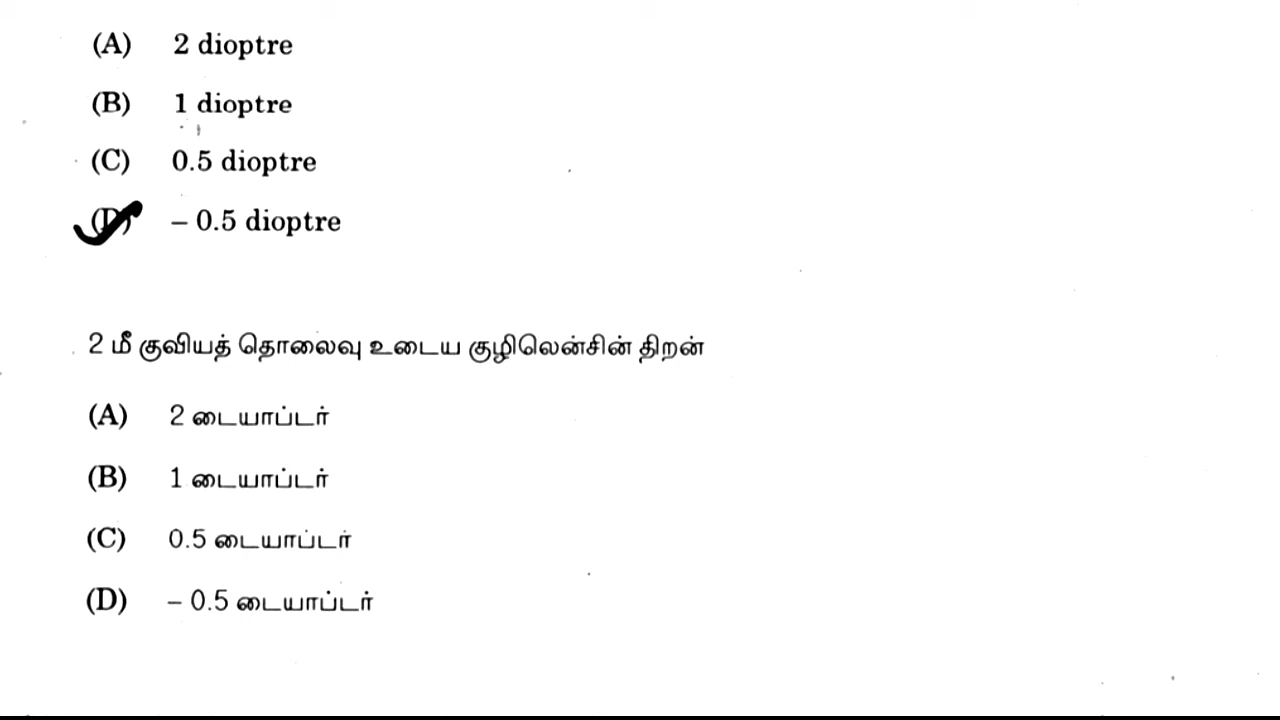 (A) 2 dioptre
(B) 1 dioptre
(C) 0.5 dioptre
(D) – 0.5 dioptre
2 மீ குவியத் தொலைவு உடைய குழிலென்சின் திறன்
(A) 2 டையாப்டர்
(B) 1 டையாப்டர்
(C) 0.5 டையாப்டர்
(D) – 0.5 டையாப்டர்